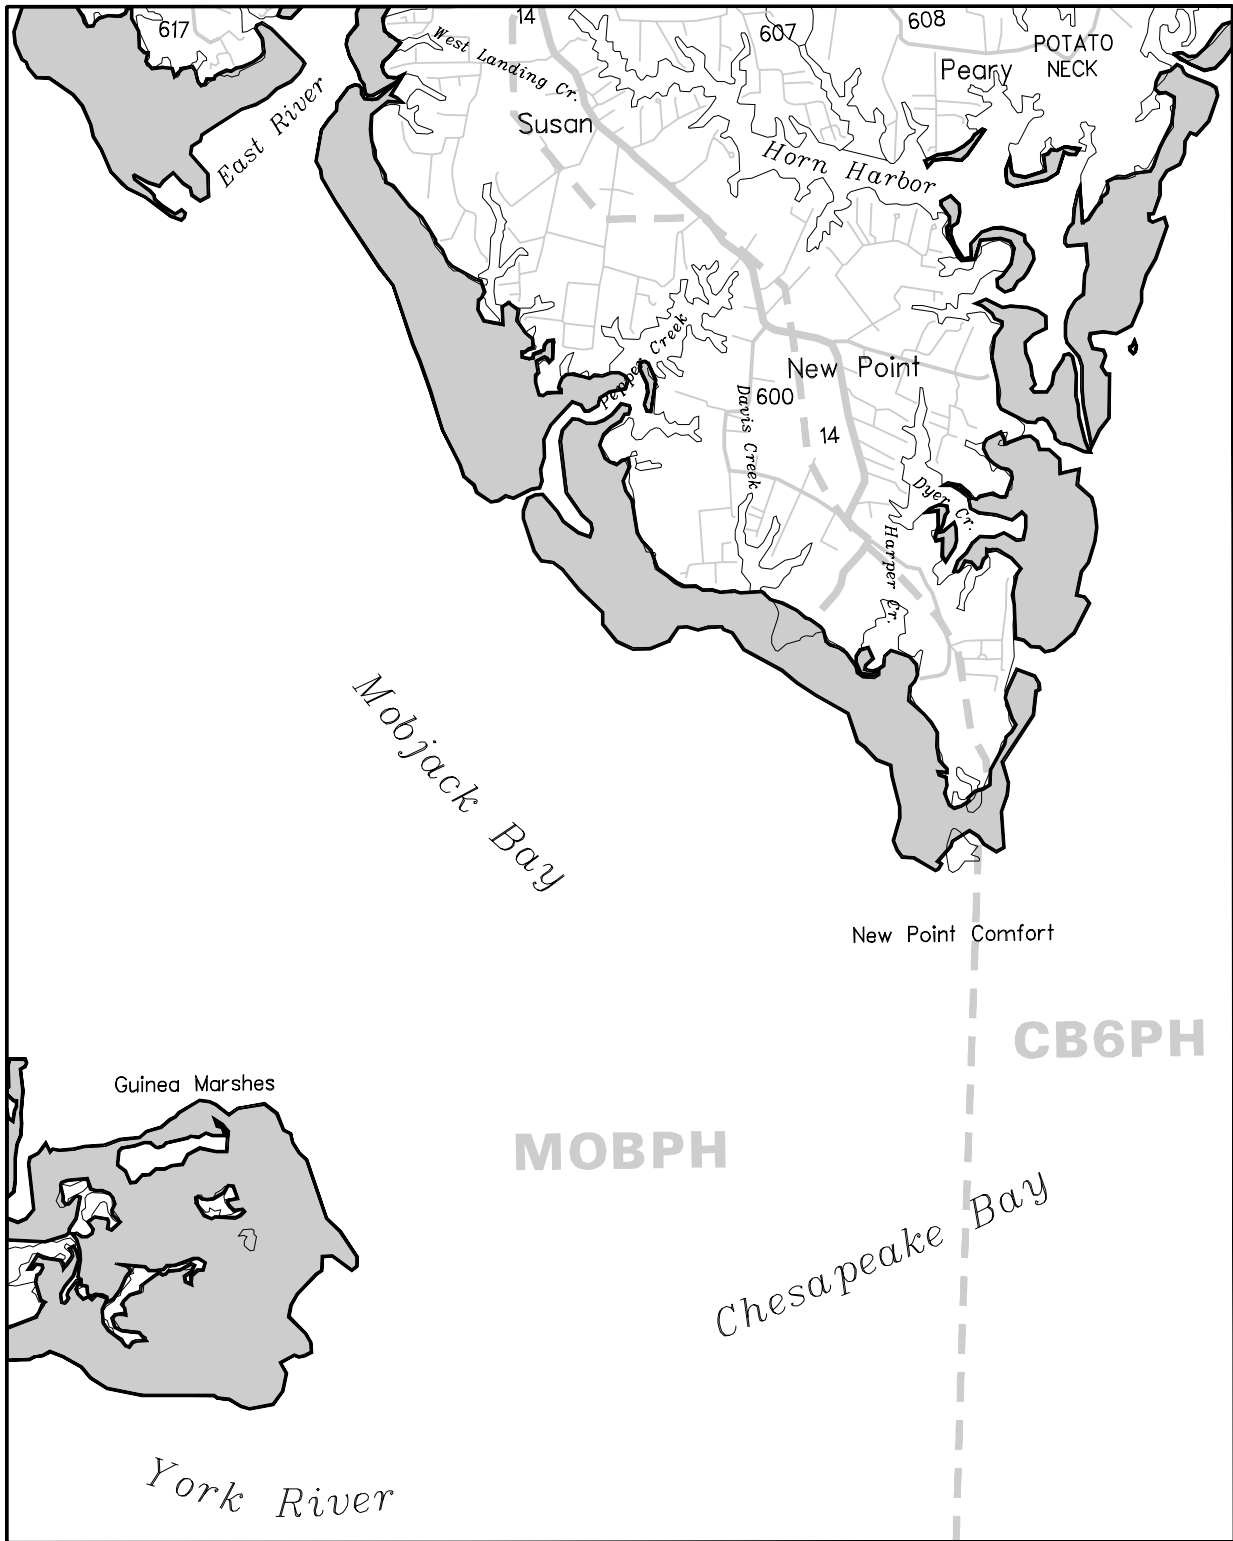 14
617
607
608
West Landing Cr.
POTATO
NECK
Peary
Susan
East River
Horn Harbor
Pepper Creek
New Point
600
Davis Creek
14
Dyer Cr.
Harper Cr.
Mobjack Bay
New Point Comfort
CB6PH
Guinea Marshes
MOBPH
Chesapeake Bay
York River